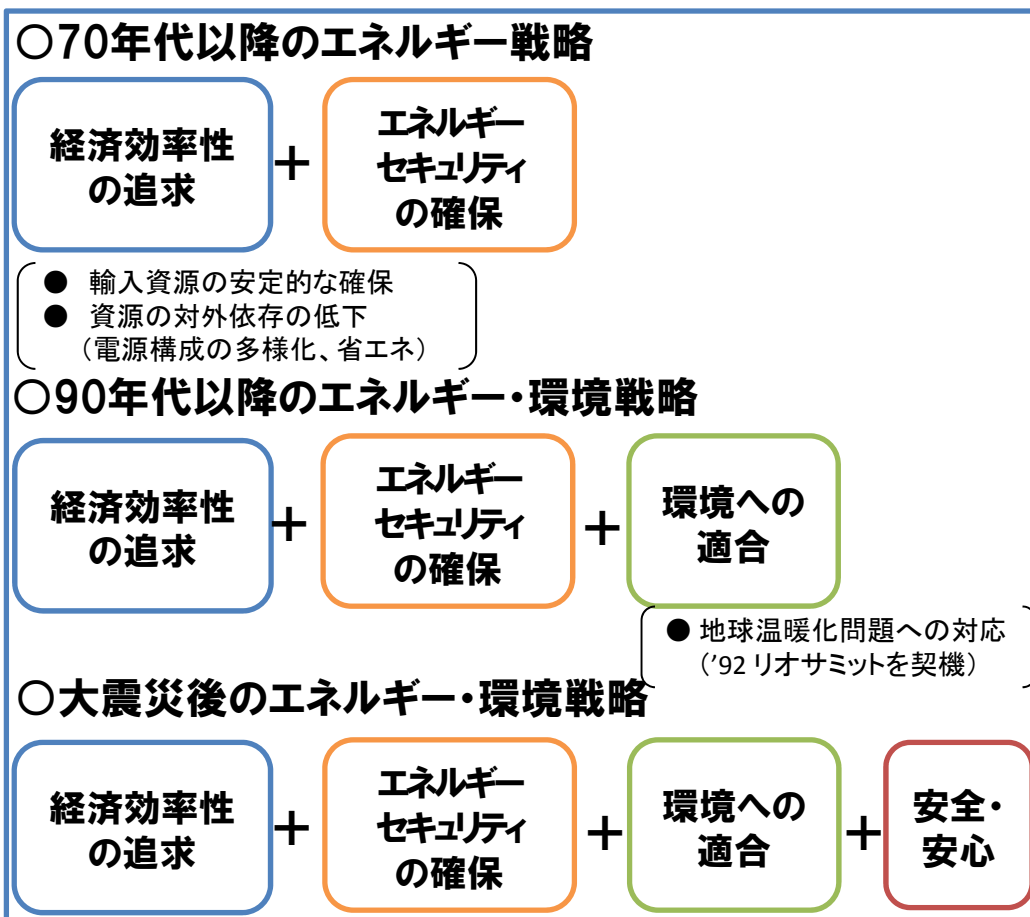 ○70年代以降のエネルギー戦略
経済効率性
の追求
+
エネルギー
セキュリティ
の確保
● 輸入資源の安定的な確保
● 資源の対外依存の低下
（電源構成の多様化、省エネ）
○90年代以降のエネルギー・環境戦略
経済効率性
の追求
+
エネルギー
セキュリティ
の確保
+
環境への
適合
● 地球温暖化問題への対応
（’92 リオサミットを契機）
○大震災後のエネルギー・環境戦略
経済効率性
の追求
+
エネルギー
セキュリティ
の確保
+
環境への
適合
+
安全・
安心